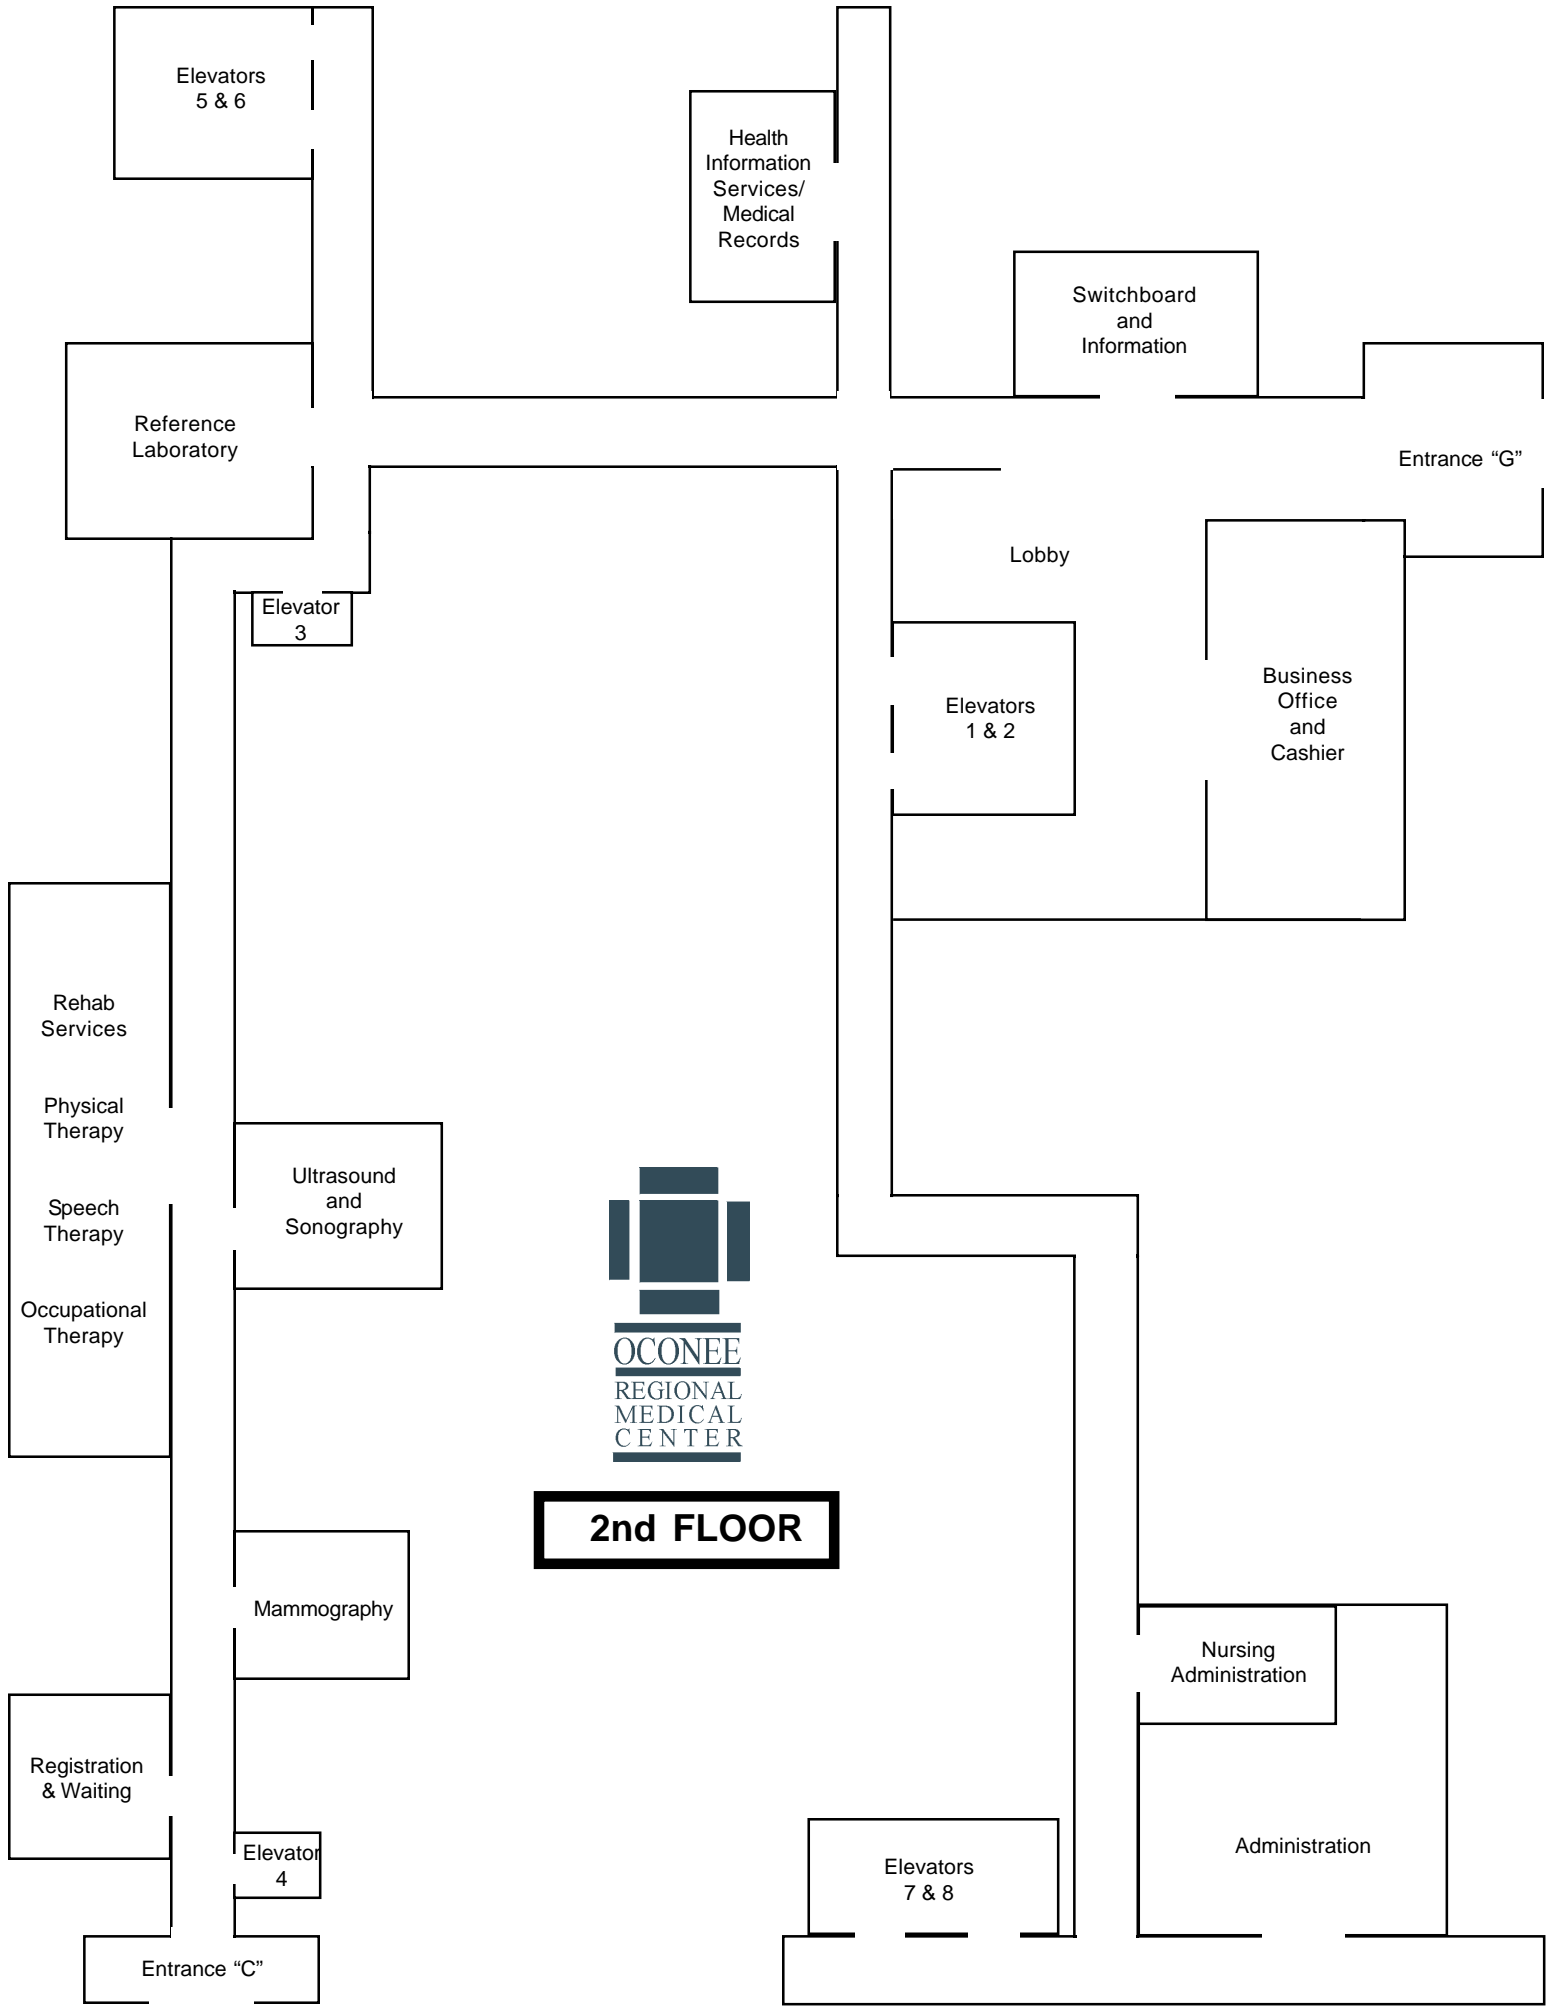 Elevators
5 & 6
Health
Information
Services/
Medical
Records
Switchboard
and
Information
Reference
Laboratory
Entrance “G”
Lobby
Elevator
3
Elevators
1 & 2
Business
Office
and
Cashier
Rehab
Services
Physical
Therapy
Speech
Therapy
Occupational
Therapy
Ultrasound
and
Sonography
OCONEE
REGIONAL
MEDICAL
CENTER
2nd FLOOR
Mammography
Nursing
Administration
Registration
& Waiting
Elevator
4
Elevators
7 & 8
Administration
Entrance “C”